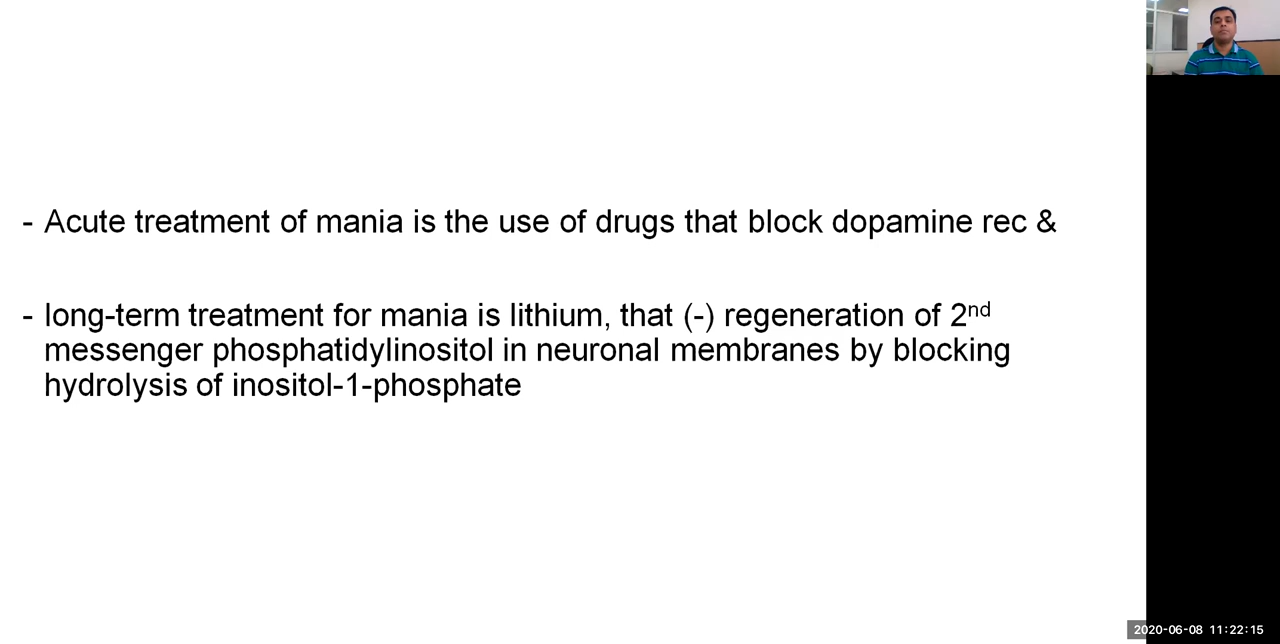 - Acute treatment of mania is the use of drugs that block dopamine rec &
- long-term treatment for mania is lithium, that (-) regeneration of 2nd
messenger phosphatidylinositol in neuronal membranes by blocking
hydrolysis of inositol-1-phosphate
2020-06-08 11:22:15